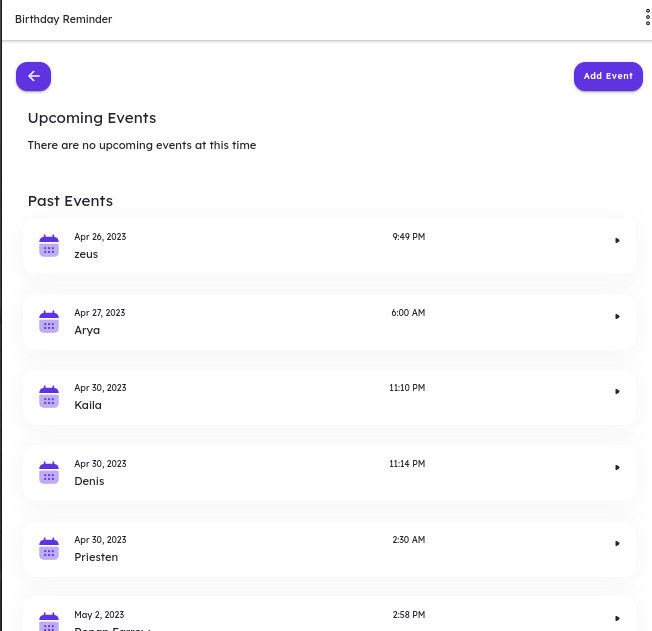 Birthday Reminder
Add Event
Upcoming Events
There are no upcoming events at this time
Past Events
Apr 26, 2023 9:49 PM
zeus
Apr 27, 2023 6:00 AM
Arya
Apr 30, 2023 11:10 PM
Kaila
Apr 30, 2023 11:14 PM
Denis
Apr 30, 2023 2:30 AM
Priesten
May 2, 2023 2:58 PM